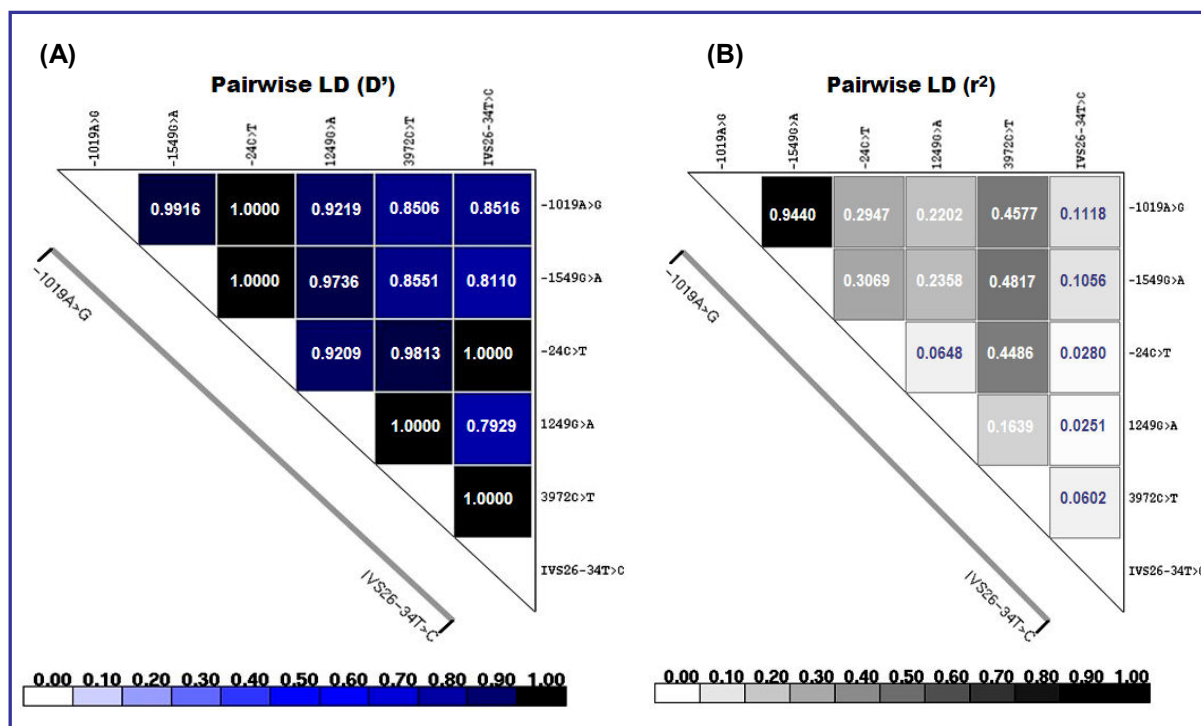 (A)
Pairwise LD (D’)
-1019A>G
-1549G>A
-24C>T
1249G>A
3972C>T
IVS26-34T>C
0.9916 1.0000 0.9219 0.8506 0.8516 -1019A>G
1.0000 0.9736 0.8551 0.8110 -1549G>A
0.9209 0.9813 1.0000 -24C>T
1.0000 0.7929 1249G>A
1.0000 3972C>T
IVS26-34T>C
-1019A>G
IVS26-34T>C
0.00 0.10 0.20 0.30 0.40 0.50 0.60 0.70 0.80 0.90 1.00
(B)
Pairwise LD (r²)
-1019A>G
-1549G>A
-24C>T
1249G>A
3972C>T
IVS26-34T>C
0.9440 0.2947 0.2202 0.4577 0.1118 -1019A>G
0.3069 0.2358 0.4817 0.1056 -1549G>A
0.0648 0.4486 0.0280 -24C>T
0.1639 0.0251 1249G>A
0.0602 3972C>T
IVS26-34T>C
-1019A>G
IVS26-34T>C
0.00 0.10 0.20 0.30 0.40 0.50 0.60 0.70 0.80 0.90 1.00